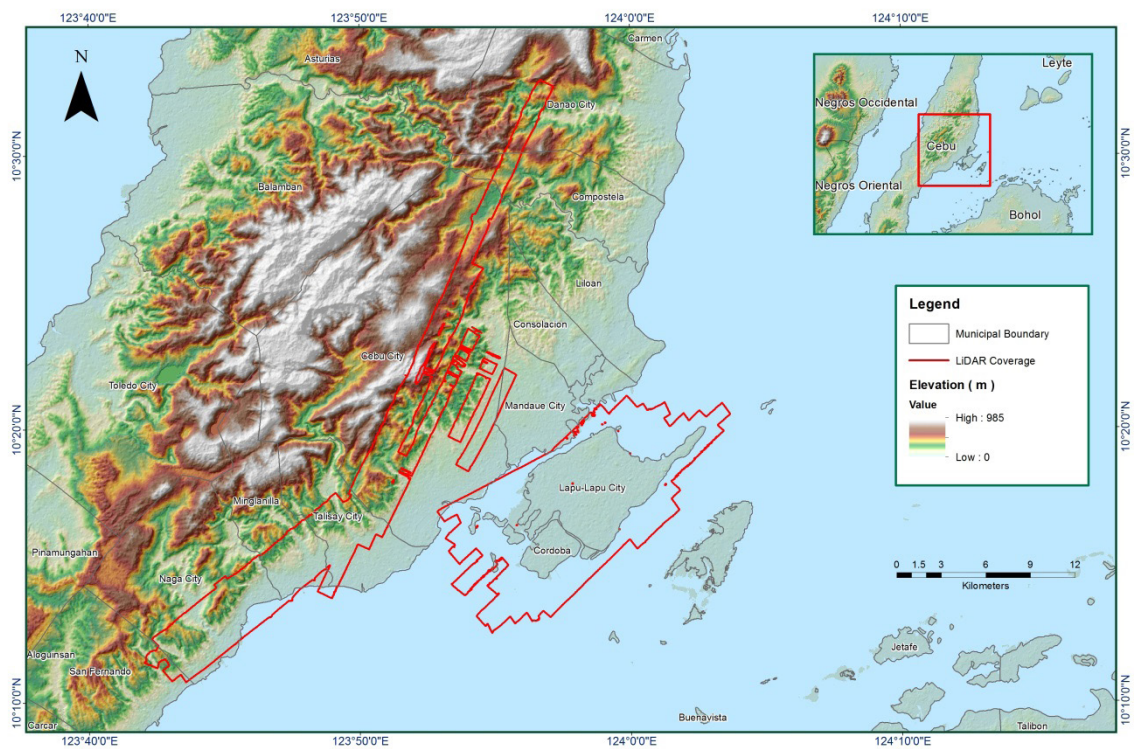 123°40'0"E
123°50'0"E
124°0'0"E
124°10'0"E
N
Carmen
Asturias
Danao City
Leyte
Negros Occidental
Cebu
Negros Oriental
Bohol
10°30'0"N
10°30'0"N
Balamban
Compostela
Liloan
Consolacion
Cebu City
Toledo City
Mandaue City
Legend
Municipal Boundary
LiDAR Coverage
Elevation ( m )
Value
High : 985
Low : 0
10°20'0"N
10°20'0"N
Lapu-Lapu City
Minglanilla
Talisay City
Pinamungahan
Cordoba
Naga City
0 1.5 3 6 9 12
Kilometers
Aloguinsan
San Fernando
Jetafe
10°10'0"N
10°10'0"N
Carcar
Buenavista
Talibon
123°40'0"E
123°50'0"E
124°0'0"E
124°10'0"E